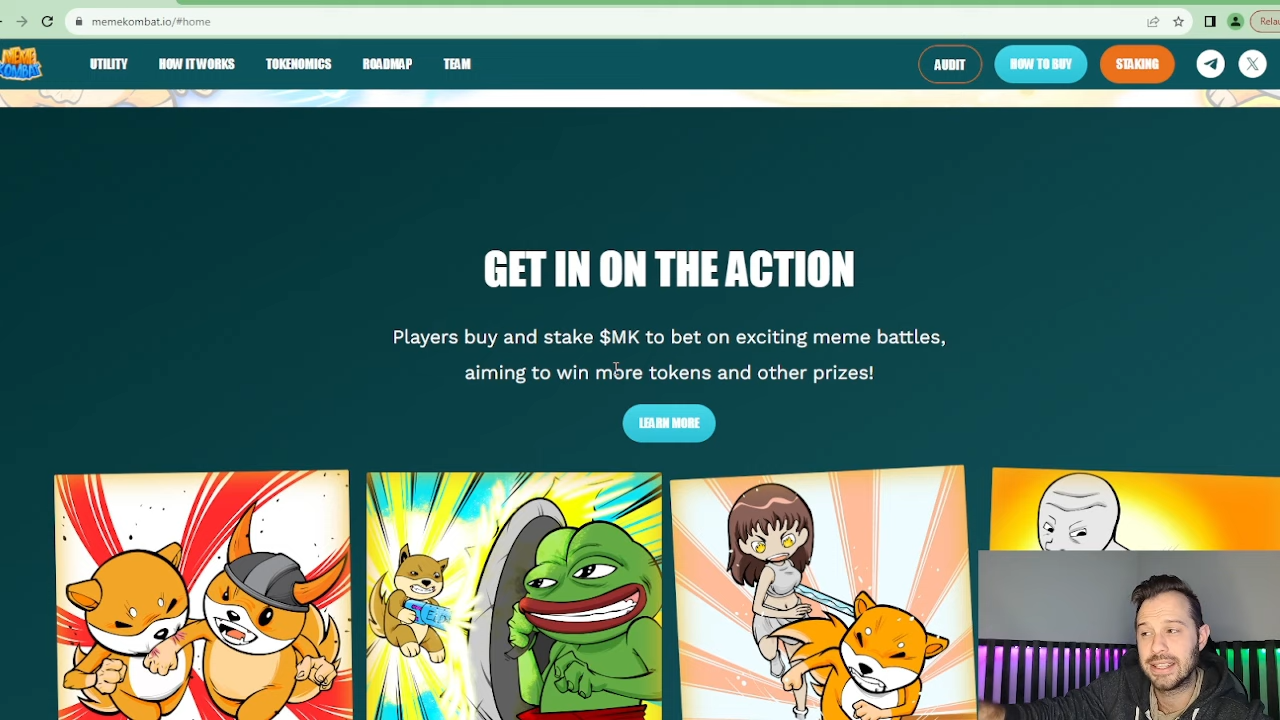 memekombat.io/#home
Relau
MEME KOMBAT
UTILITY HOW IT WORKS TOKENOMICS ROADMAP TEAM AUDIT HOW TO BUY STAKING
GET IN ON THE ACTION
Players buy and stake $MK to bet on exciting meme battles,
aiming to win more tokens and other prizes!
LEARN MORE